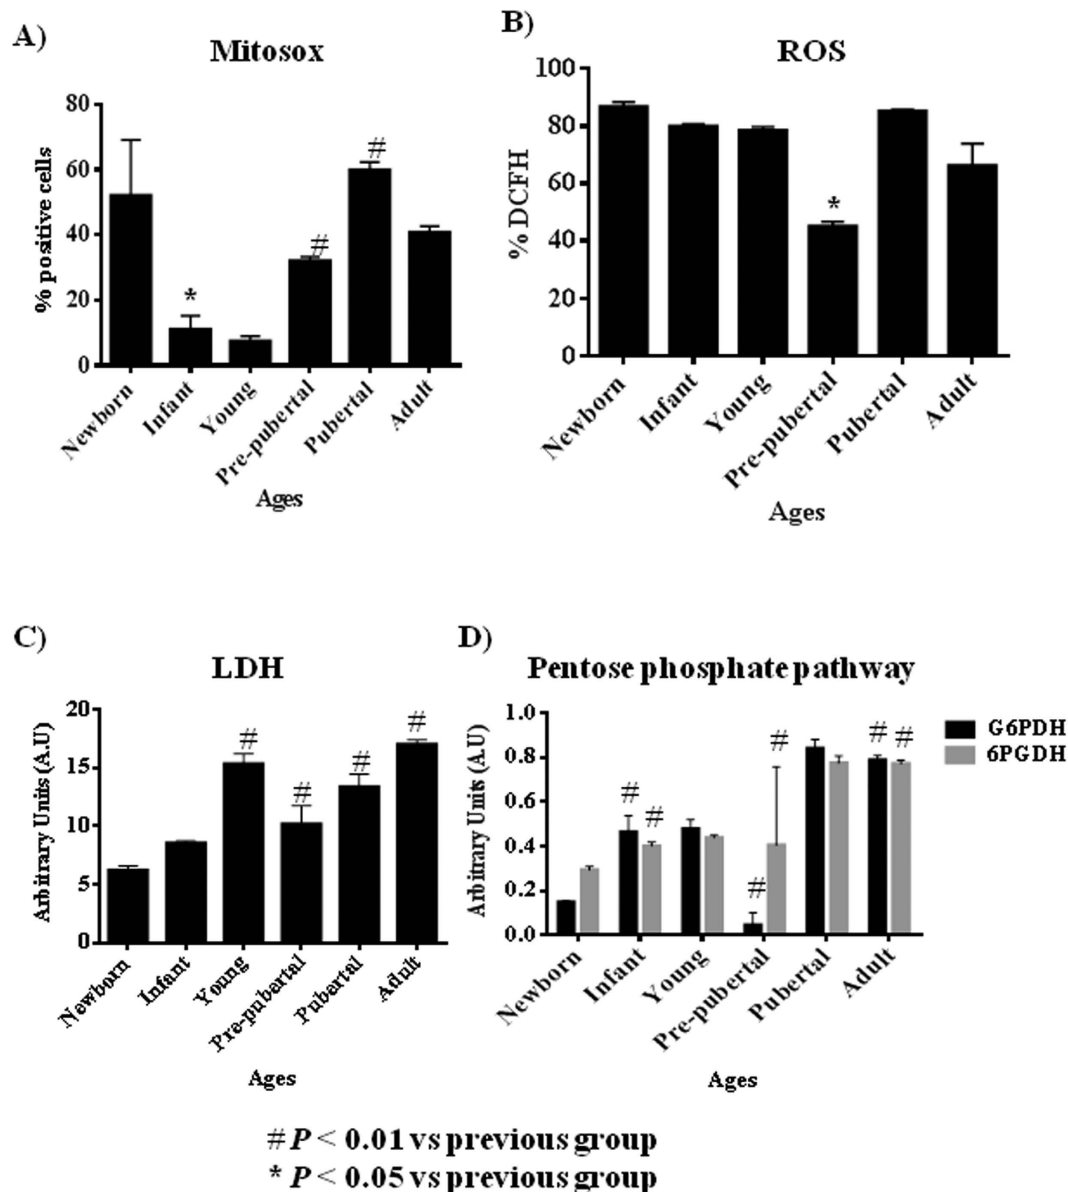 A)
Mitosox
% positive cells
80
60
40
20
0
#
#
*
Newborn
Infant
Young
Pre-pubertal
Pubertal
Adult
Ages
B)
ROS
% DCFH
100
80
60
40
20
0
*
Newborn
Infant
Young
Pre-pubertal
Pubertal
Adult
Ages
C)
LDH
Arbitrary Units (A.U)
20
15
10
5
0
#
#
#
#
Newborn
Infant
Young
Pre-pubertal
Pubertal
Adult
Ages
D)
Pentose phosphate pathway
Arbitrary Units (A.U)
1.0
0.8
0.6
0.4
0.2
0.0
# #
#
#
#
#
G6PDH
6PGDH
Newborn
Infant
Young
Pre-pubertal
Pubertal
Adult
Ages
# P < 0.01 vs previous group
* P < 0.05 vs previous group